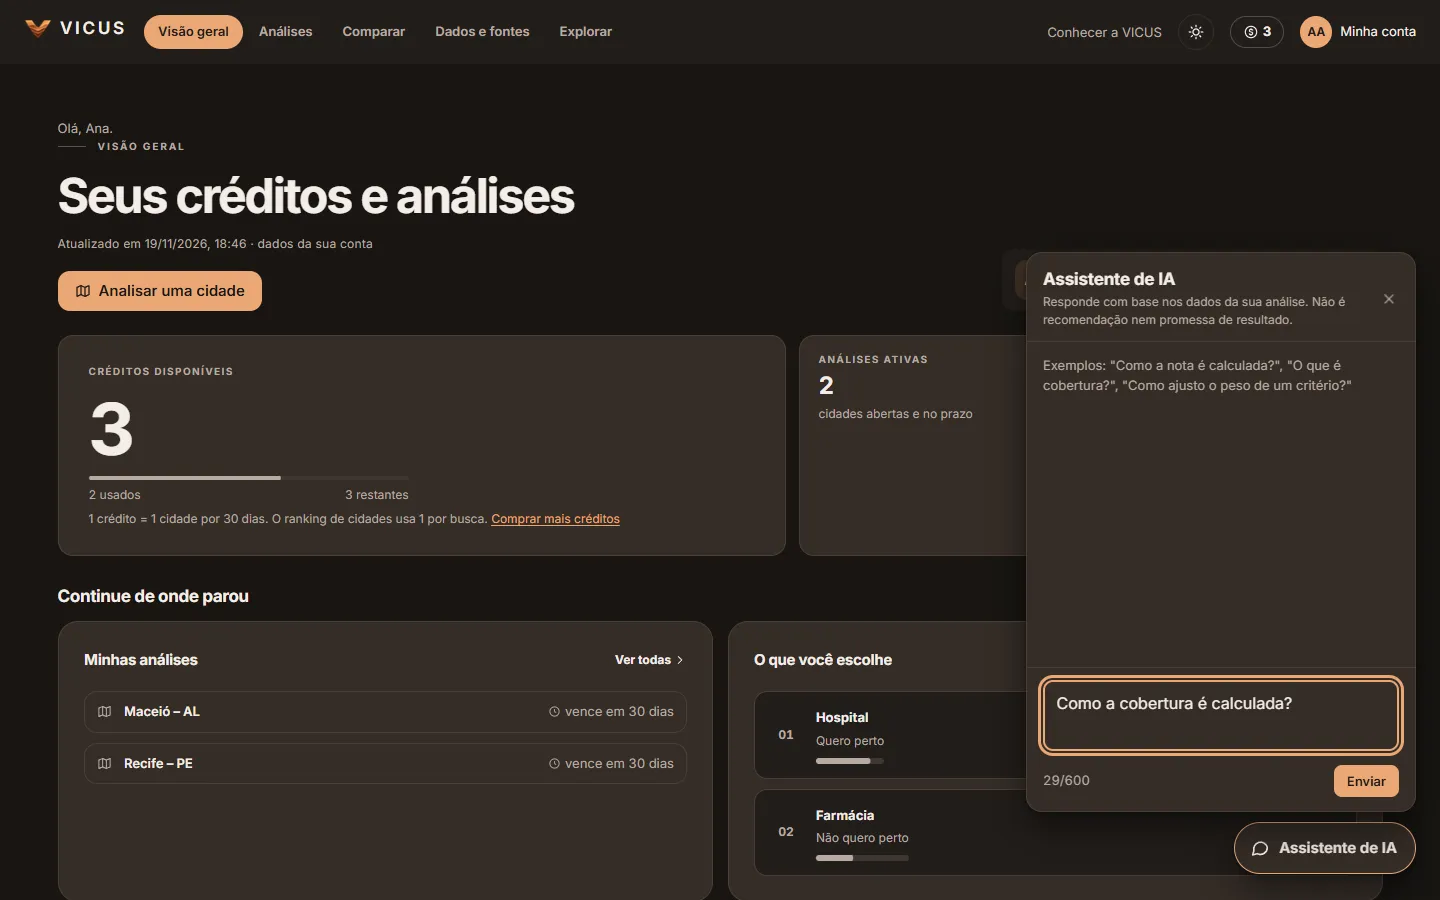 VICUS
Visão geral
Análises
Comparar
Dados e fontes
Explorar
Conhecer a VICUS
3
AA
Minha conta
Olá, Ana.
VISÃO GERAL
Seus créditos e análises
Atualizado em 19/11/2026, 18:46 · dados da sua conta
Analisar uma cidade
CRÉDITOS DISPONÍVEIS
3
2 usados
3 restantes
1 crédito = 1 cidade por 30 dias. O ranking de cidades usa 1 por busca. Comprar mais créditos
ANÁLISES ATIVAS
2
cidades abertas e no prazo
Continue de onde parou
Minhas análises
Ver todas
Maceió – AL
vence em 30 dias
Recife – PE
vence em 30 dias
O que você escolhe
01
Hospital
Quero perto
02
Farmácia
Não quero perto
Assistente de IA
Responde com base nos dados da sua análise. Não é
recomendação nem promessa de resultado.
Exemplos: "Como a nota é calculada?", "O que é
cobertura?", "Como ajusto o peso de um critério?"
Como a cobertura é calculada?
29/600
Enviar
Assistente de IA